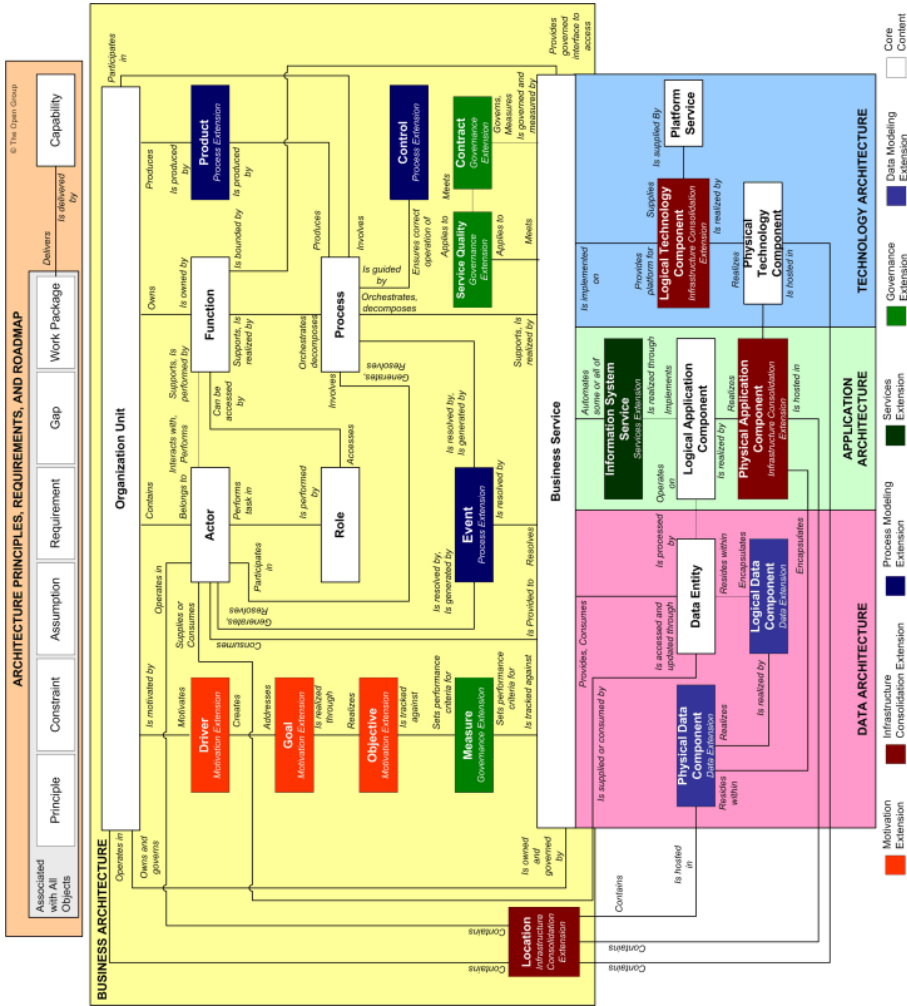 ARCHITECTURE PRINCIPLES, REQUIREMENTS, AND ROADMAP
© The Open Group
Associated
with All
Objects
Principle
Constraint
Assumption
Requirement
Gap
Work Package
Capability
Delivers
Is delivered
by
BUSINESS ARCHITECTURE
Organization Unit
Operates in
Owns and
governs
Is motivated by
Operates in
Contains
Owns
Produces
Participates
in
Motivates
Driver
Motivation Extension
Creates
Addresses
Goal
Motivation Extension
Is realized
through
Realizes
Objective
Motivation Extension
Is tracked
against
Sets performance
criteria for
Measure
Governance Extension
Sets performance
criteria for
Is tracked against
Supplies or
Consumes
Belongs to
Actor
Interacts with,
Performs
Performs
task in
Participates
in
Generates,
Resolves
Consumes
Is performed
by
Role
Accesses
Can be
accessed
by
Supports, Is
performed by
Is owned by
Function
Supports, Is
realized by
Is bounded by
Is produced
by
Product
Process Extension
Is produced
by
Produces
Orchestrates,
decomposes
Process
Involves
Involves
Generates,
Resolves
Is guided
by
Orchestrates,
decomposes
Ensures correct
operation of
Control
Process Extension
Is resolved by,
Is generated by
Event
Process Extension
Is resolved by,
Is generated by
Is resolved by
Resolves
Is Provided to
Applies to
Meets
Service Quality
Governance
Extension
Contract
Governance
Extension
Applies to
Meets
Governs,
Measures
Is governed and
measured by
Supports, Is
realized by
Provides
governed
interface to
access
Is owned
and
governed
by
Business Service
Location
Infrastructure
Consolidation
Extension
Contains
Contains
Contains
Contains
Contains
Is hosted
in
Is supplied or consumed by
Provides, Consumes
Is accessed and
updated through
Is processed
by
Data Entity
Resides within
Encapsulates
Logical Data
Component
Data Extension
Is realized by
Realizes
Physical Data
Component
Data Extension
Resides
within
Encapsulates
DATA ARCHITECTURE
Automates
some or all of
Information System
Service
Services Extension
Is realized through
Implements
Operates
on
Logical Application
Component
Is realized by
Realizes
Physical Application
Component
Infrastructure Consolidation
Extension
Is hosted in
APPLICATION
ARCHITECTURE
Is implemented
on
Provides
platform for
Supplies
Logical Technology
Component
Infrastructure Consolidation
Extension
Is supplied By
Platform
Service
Is realized by
Realizes
Physical
Technology
Component
Is hosted in
TECHNOLOGY ARCHITECTURE
Motivation
Extension
Infrastructure
Consolidation Extension
Process Modeling
Extension
Services
Extension
Governance
Extension
Data Modeling
Extension
Core
Content